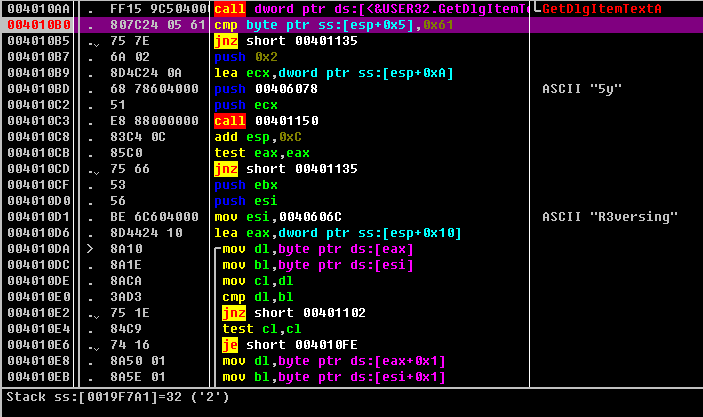 004010AA . FF15 9C504000 call dword ptr ds:[<&USER32.GetDlgItemTe GetDlgItemTextA
004010B0 . 807C24 05 61 cmp byte ptr ss:[esp+0x5],0x61
004010B5 . 75 7E jnz short 00401135
004010B7 . 6A 02 push 0x2
004010B9 . 8D4C24 0A lea ecx,dword ptr ss:[esp+0xA]
004010BD . 68 78604000 push 00406078 ASCII "5y"
004010C2 . 51 push ecx
004010C3 . E8 88000000 call 00401150
004010C8 . 83C4 0C add esp,0xC
004010CB . 85C0 test eax,eax
004010CD . 75 66 jnz short 00401135
004010CF . 53 push ebx
004010D0 . 56 push esi
004010D1 . BE 6C604000 mov esi,0040606C ASCII "R3versing"
004010D6 . 8D4424 10 lea eax,dword ptr ss:[esp+0x10]
004010DA > 8A10 mov dl,byte ptr ds:[eax]
004010DC . 8A1E mov bl,byte ptr ds:[esi]
004010DE . 8ACA mov cl,dl
004010E0 . 3AD3 cmp dl,bl
004010E2 . 75 1E jnz short 00401102
004010E4 . 84C9 test cl,cl
004010E6 . 74 16 je short 004010FE
004010E8 . 8A50 01 mov dl,byte ptr ds:[eax+0x1]
004010EB . 8A5E 01 mov bl,byte ptr ds:[esi+0x1]
Stack ss:[0019F7A1]=32 ('2')